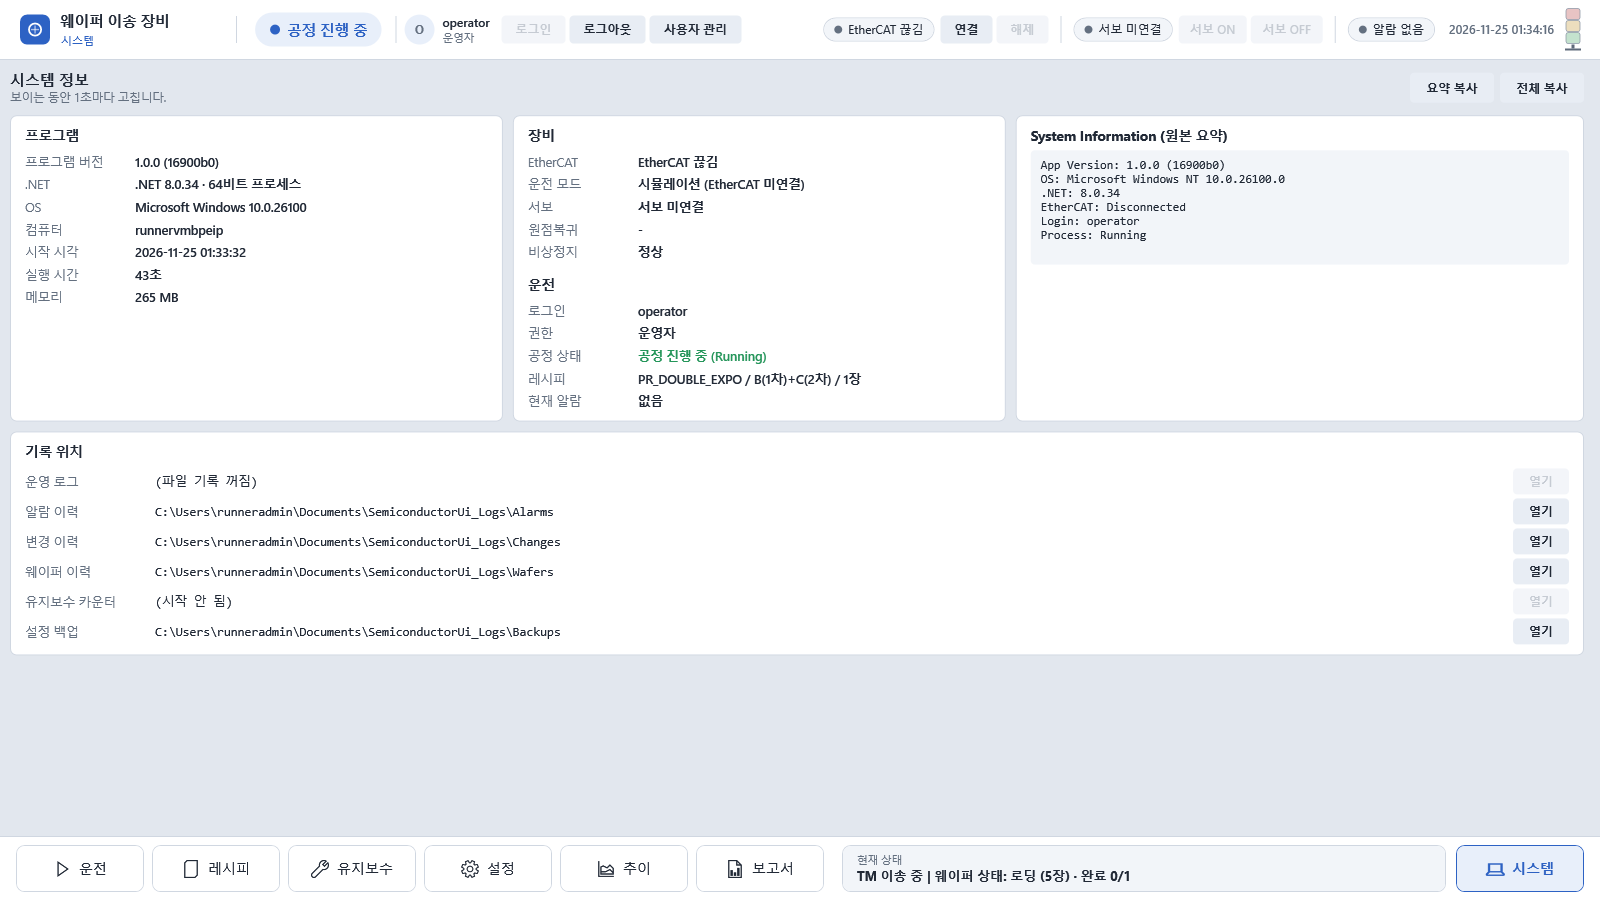 웨이퍼 이송 장비
시스템
공정 진행 중
O
operator
운영자
로그인
로그아웃
사용자 관리
EtherCAT 끊김
연결
해제
서보 미연결
서보 ON
서보 OFF
알람 없음
2026-11-25 01:34:16
시스템 정보
보이는 동안 1초마다 고칩니다.
요약 복사
전체 복사
프로그램
프로그램 버전 1.0.0 (16900b0)
.NET .NET 8.0.34 · 64비트 프로세스
OS Microsoft Windows 10.0.26100
컴퓨터 runnervmbpeip
시작 시각 2026-11-25 01:33:32
실행 시간 43초
메모리 265 MB
장비
EtherCAT EtherCAT 끊김
운전 모드 시뮬레이션 (EtherCAT 미연결)
서보 서보 미연결
원점복귀 -
비상정지 정상
운전
로그인 operator
권한 운영자
공정 상태 공정 진행 중 (Running)
레시피 PR_DOUBLE_EXPO / B(1차)+C(2차) / 1장
현재 알람 없음
System Information (원본 요약)
App Version: 1.0.0 (16900b0)
OS: Microsoft Windows NT 10.0.26100.0
.NET: 8.0.34
EtherCAT: Disconnected
Login: operator
Process: Running
기록 위치
운영 로그 (파일 기록 꺼짐) 열기
알람 이력 C:\Users\runneradmin\Documents\SemiconductorUi_Logs\Alarms 열기
변경 이력 C:\Users\runneradmin\Documents\SemiconductorUi_Logs\Changes 열기
웨이퍼 이력 C:\Users\runneradmin\Documents\SemiconductorUi_Logs\Wafers 열기
유지보수 카운터 (시작 안 됨) 열기
설정 백업 C:\Users\runneradmin\Documents\SemiconductorUi_Logs\Backups 열기
운전
레시피
유지보수
설정
추이
보고서
현재 상태
TM 이송 중 | 웨이퍼 상태: 로딩 (5장) · 완료 0/1
시스템